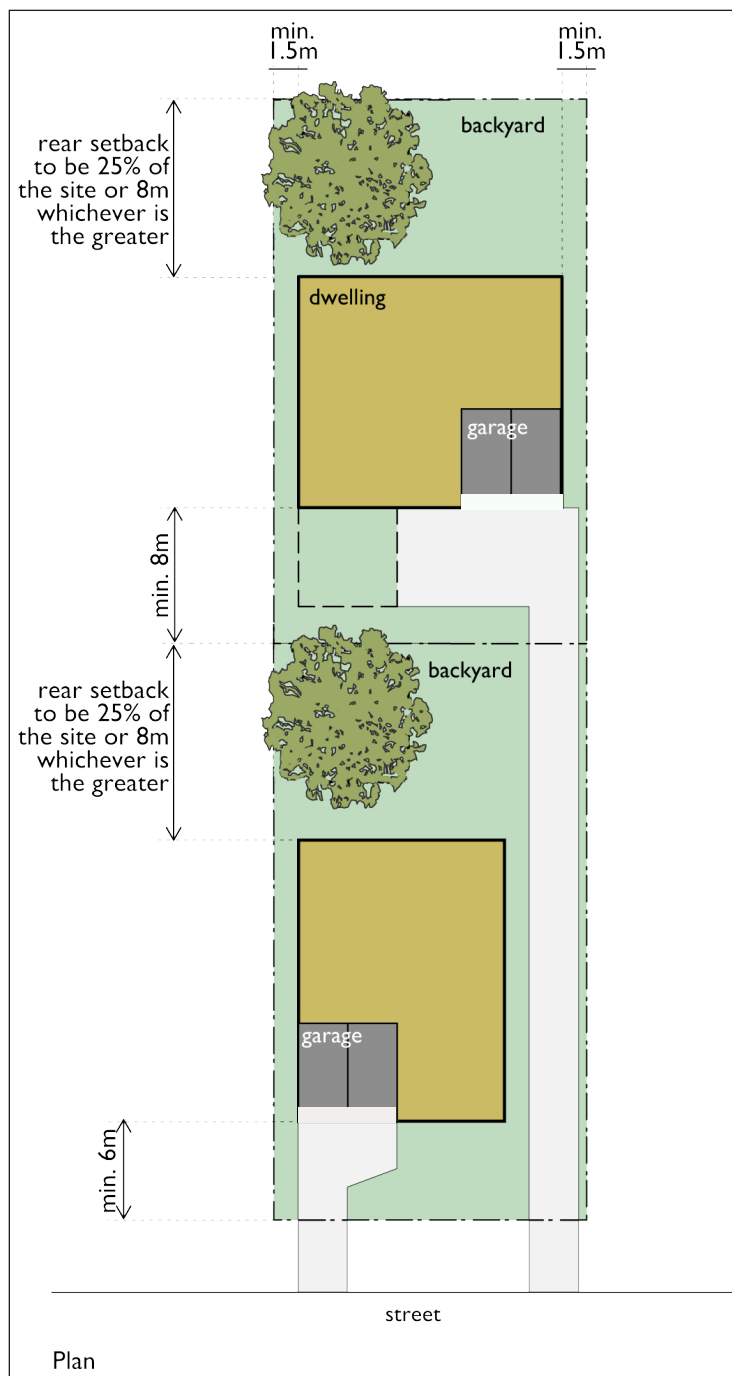 min.
1.5m
min.
1.5m
rear setback
to be 25% of
the site or 8m
whichever is
the greater
backyard
dwelling
garage
min. 8m
rear setback
to be 25% of
the site or 8m
whichever is
the greater
backyard
garage
min. 6m
street
Plan